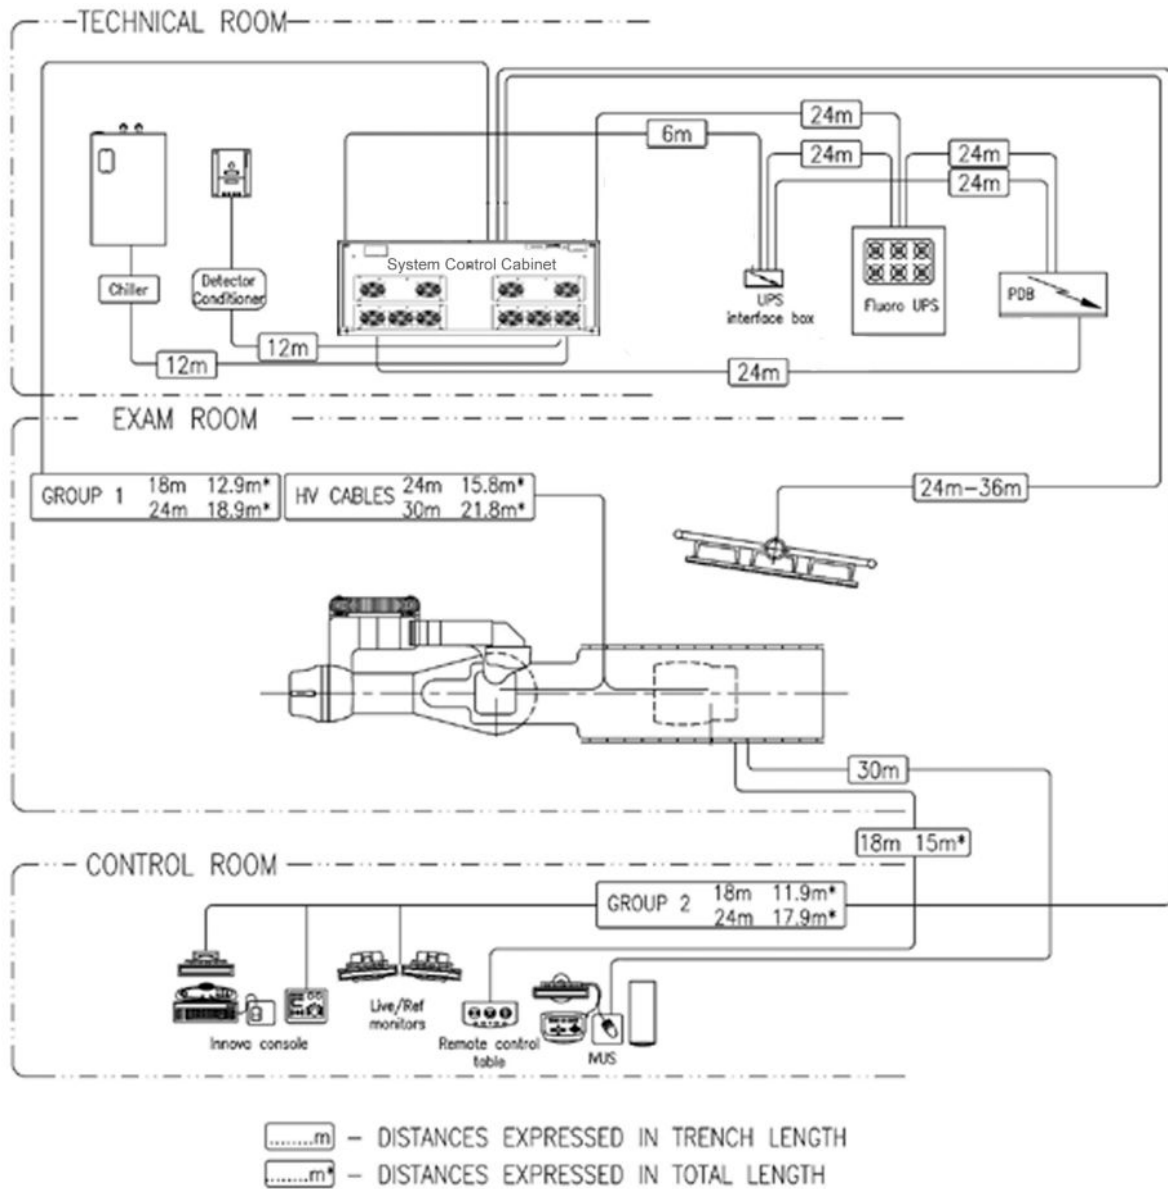 TECHNICAL ROOM
24m
6m
24m
24m
24m
System Control Cabinet
Chiller
Detector
Conditioner
UPS
interface box
Fluoro UPS
PDB
12m
12m
24m
EXAM ROOM
GROUP 1 18m 12.9m*
24m 18.9m*
HV CABLES 24m 15.8m*
30m 21.8m*
24m-36m
30m
18m 15m*
CONTROL ROOM
GROUP 2 18m 11.9m*
24m 17.9m*
Innova console
Live/Ref
monitors
Remote control
table
IVUS
........m - DISTANCES EXPRESSED IN TRENCH LENGTH
........m* - DISTANCES EXPRESSED IN TOTAL LENGTH